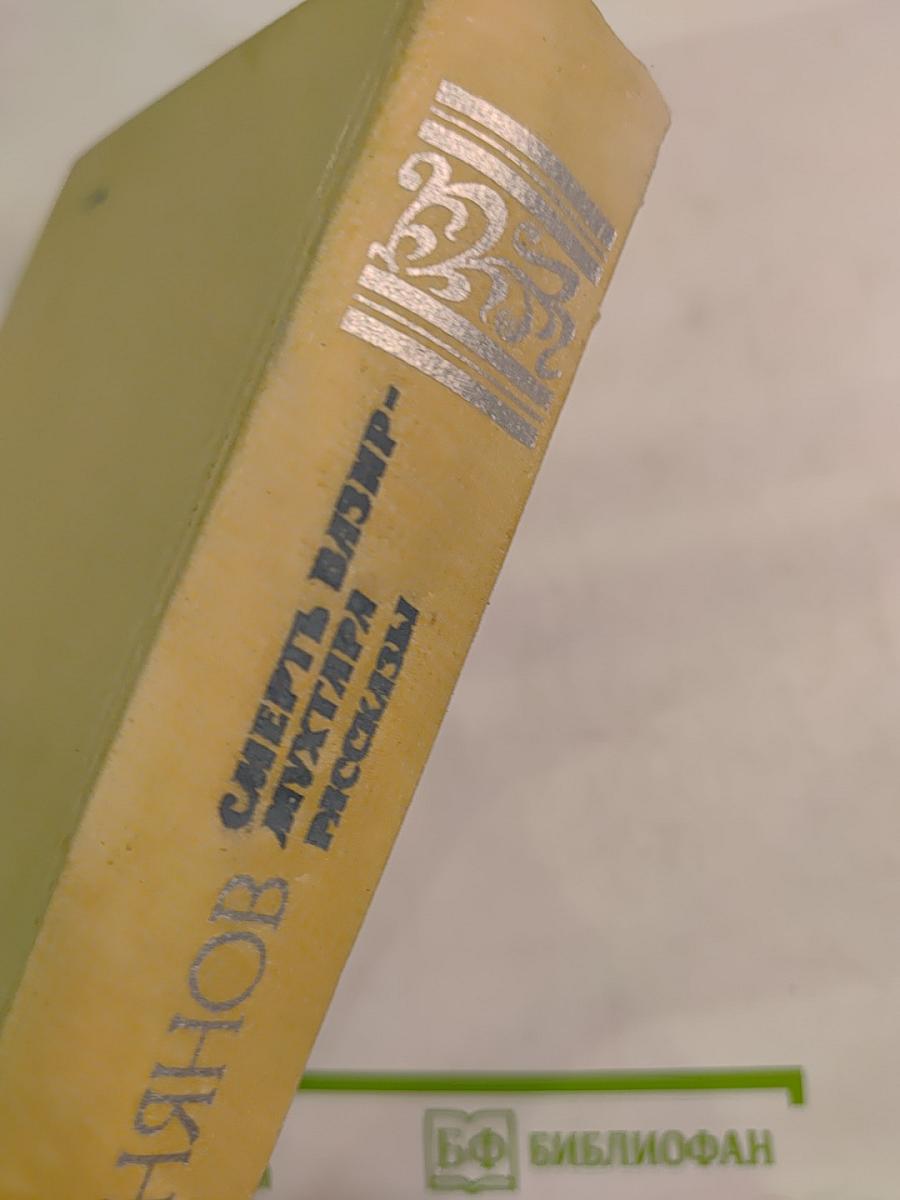 СМЕРТЬ ВАЗИР-
МУХТАРА
РАССКАЗЫ
НЯНОВ
БФ БИБЛИОФАН